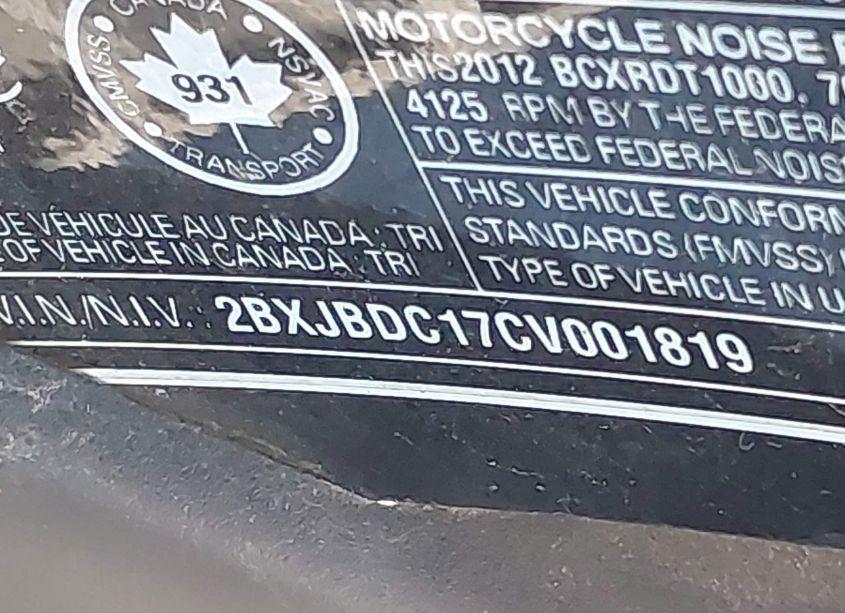 CANADA
CMVSS • NSVAC
931
TRANSPORT
MOTORCYCLE NOISE
THIS2012 BCXRDT1000,
4125 RPM BY THE FEDERA
TO EXCEED FEDERAL NOIS
THIS VEHICLE CONFORM
STANDARDS (FMVSS)
TYPE OF VEHICLE IN U
DE VÉHICULE AU CANADA : TRI
E OF VEHICLE IN CANADA : TRI
V.I.N./N.I.V. : 2BXJBDC17CV001819